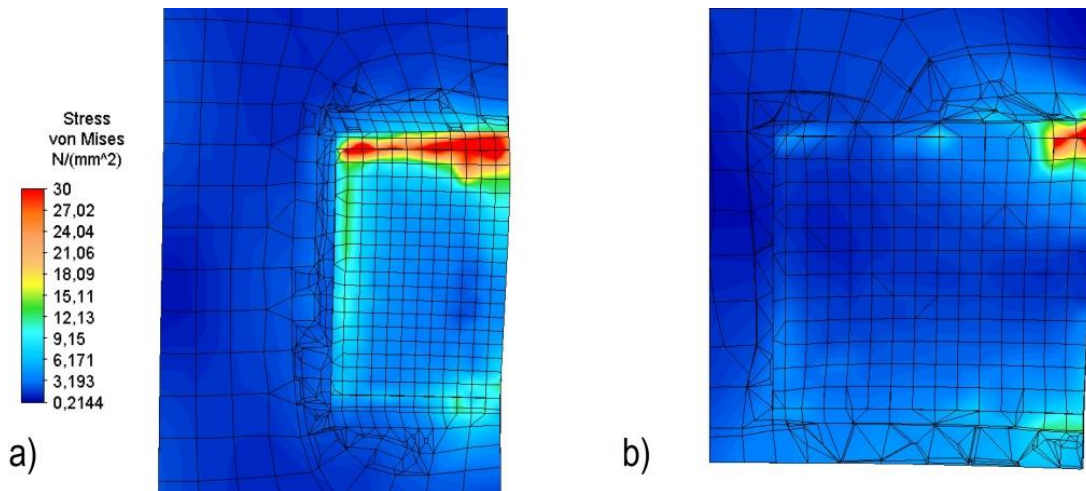 Stress
von Mises
N/(mm^2)
30
27,02
24,04
21,06
18,09
15,11
12,13
9,15
6,171
3,193
0,2144
a)
b)